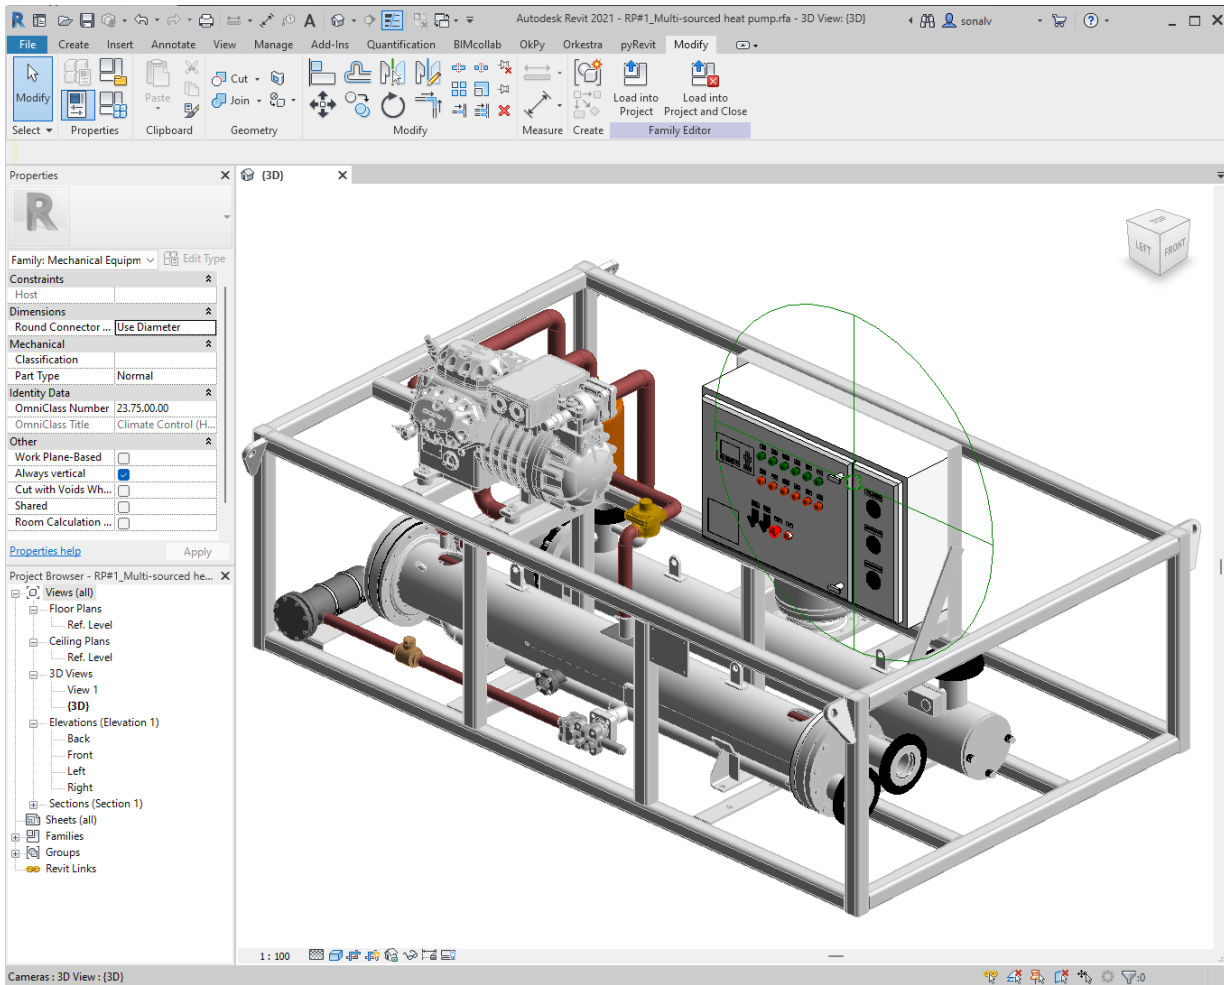 Autodesk Revit 2021 - RP#1_Multi-sourced heat pump.rfa - 3D View: {3D}
sonalv
File Create Insert Annotate View Manage Add-Ins Quantification BIMcollab OkPy Orkestra pyRevit Modify
Modify
Paste
Cut
Join
Load into Project
Load into Project and Close
Select Properties Clipboard Geometry Modify Measure Create Family Editor
Properties
{3D}
R
Family: Mechanical Equipm
Edit Type
Constraints
Host
Dimensions
Round Connector ... Use Diameter
Mechanical
Classification
Part Type Normal
Identity Data
OmniClass Number 23.75.00.00
OmniClass Title Climate Control (H...
Other
Work Plane-Based
Always vertical
Cut with Voids Wh...
Shared
Room Calculation ...
Properties help
Apply
Project Browser - RP#1_Multi-sourced he...
Views (all)
Floor Plans
Ref. Level
Ceiling Plans
Ref. Level
3D Views
View 1
{3D}
Elevations (Elevation 1)
Back
Front
Left
Right
Sections (Section 1)
Sheets (all)
Families
Groups
Revit Links
TOP
LEFT FRONT
1 : 100
Cameras : 3D View : {3D}
:0